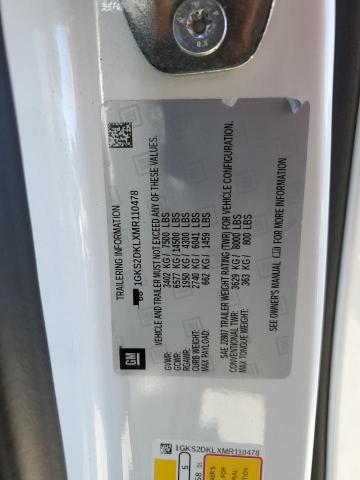 TRAILERING INFORMATION
1GKS2DKLXMR110478
VEHICLE AND TRAILER MUST NOT EXCEED ANY OF THESE VALUES.
GVWR: 3402 KG / 7500 LBS
GCWR: 6577 KG / 14500 LBS
RGAWR: 1950 KG / 4300 LBS
CURB WEIGHT: 2740 KG / 6041 LBS
MAX PAYLOAD: 662 KG / 1459 LBS
SAE J2807 TRAILER WEIGHT RATING (TWR) FOR VEHICLE CONFIGURATION.
CONVENTIONAL TWR: 3629 KG / 8000 LBS
TONGUE WEIGHT: 363 KG / 800 LBS
SEE OWNER'S MANUAL FOR MORE INFORMATION.
GM
8.8
1GKS2DKLXMR110478
5